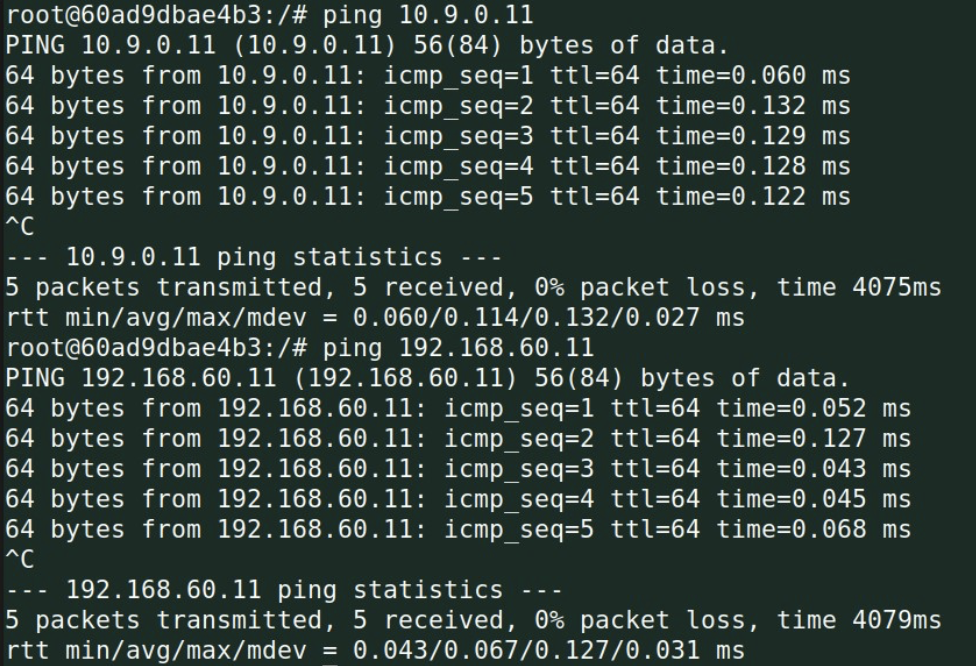 root@60ad9dbae4b3:/# ping 10.9.0.11
PING 10.9.0.11 (10.9.0.11) 56(84) bytes of data.
64 bytes from 10.9.0.11: icmp_seq=1 ttl=64 time=0.060 ms
64 bytes from 10.9.0.11: icmp_seq=2 ttl=64 time=0.132 ms
64 bytes from 10.9.0.11: icmp_seq=3 ttl=64 time=0.129 ms
64 bytes from 10.9.0.11: icmp_seq=4 ttl=64 time=0.128 ms
64 bytes from 10.9.0.11: icmp_seq=5 ttl=64 time=0.122 ms
^C
--- 10.9.0.11 ping statistics ---
5 packets transmitted, 5 received, 0% packet loss, time 4075ms
rtt min/avg/max/mdev = 0.060/0.114/0.132/0.027 ms
root@60ad9dbae4b3:/# ping 192.168.60.11
PING 192.168.60.11 (192.168.60.11) 56(84) bytes of data.
64 bytes from 192.168.60.11: icmp_seq=1 ttl=64 time=0.052 ms
64 bytes from 192.168.60.11: icmp_seq=2 ttl=64 time=0.127 ms
64 bytes from 192.168.60.11: icmp_seq=3 ttl=64 time=0.043 ms
64 bytes from 192.168.60.11: icmp_seq=4 ttl=64 time=0.045 ms
64 bytes from 192.168.60.11: icmp_seq=5 ttl=64 time=0.068 ms
^C
--- 192.168.60.11 ping statistics ---
5 packets transmitted, 5 received, 0% packet loss, time 4079ms
rtt min/avg/max/mdev = 0.043/0.067/0.127/0.031 ms